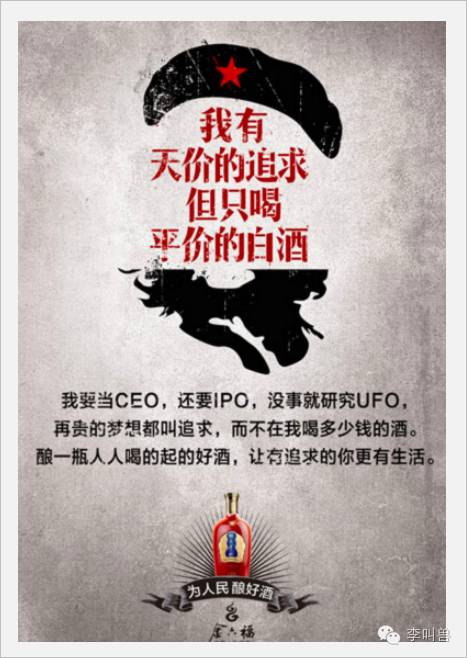 我有
天价的追求
但只喝
平价的白酒
我要当CEO，还要IPO，没事就研究UFO，
再贵的梦想都叫追求，而不在我喝多少钱的酒。
酿一瓶人人喝的起的好酒，让有追求的你更有生活。
为人民 酿好酒
金六福
李叫兽